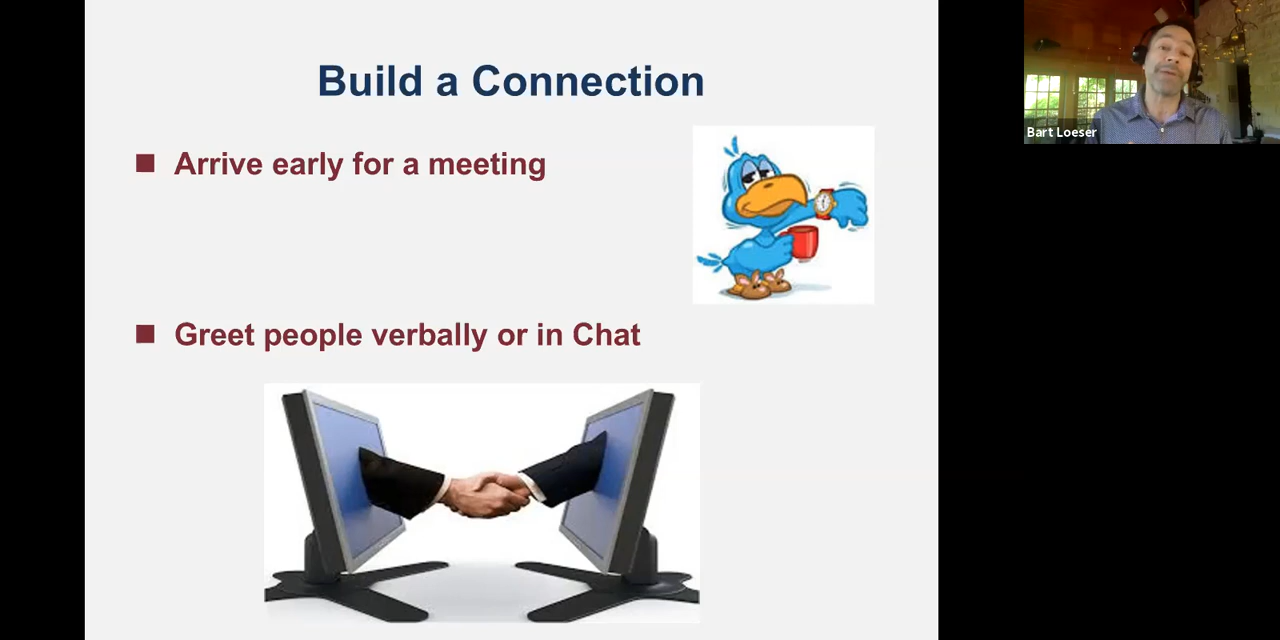 Build a Connection
Arrive early for a meeting
Greet people verbally or in Chat
Bart Loeser